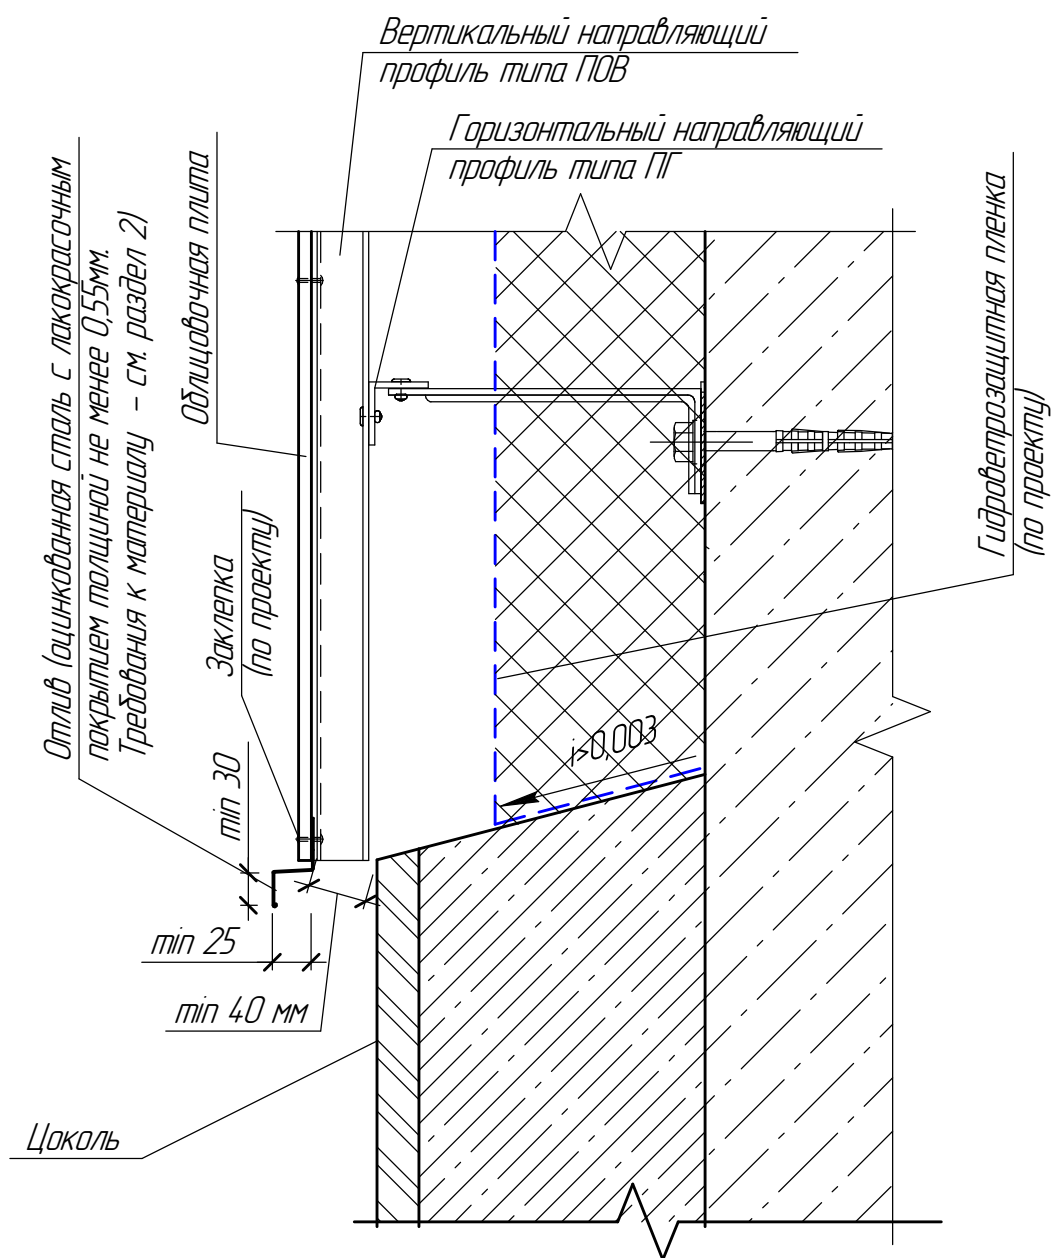 Вертикальный направляющий
профиль типа ПОВ
Горизонтальный направляющий
профиль типа ПГ
Отлив (оцинкованная сталь с лакокрасочным
покрытием толщиной не менее 0,55мм.
Требования к материалу - см. раздел 2)
Облицовочная плита
Заклепка
(по проекту)
Гидроветрозащитная пленка
(по проекту)
i>0,003
min 30
min 25
min 40 мм
Цоколь